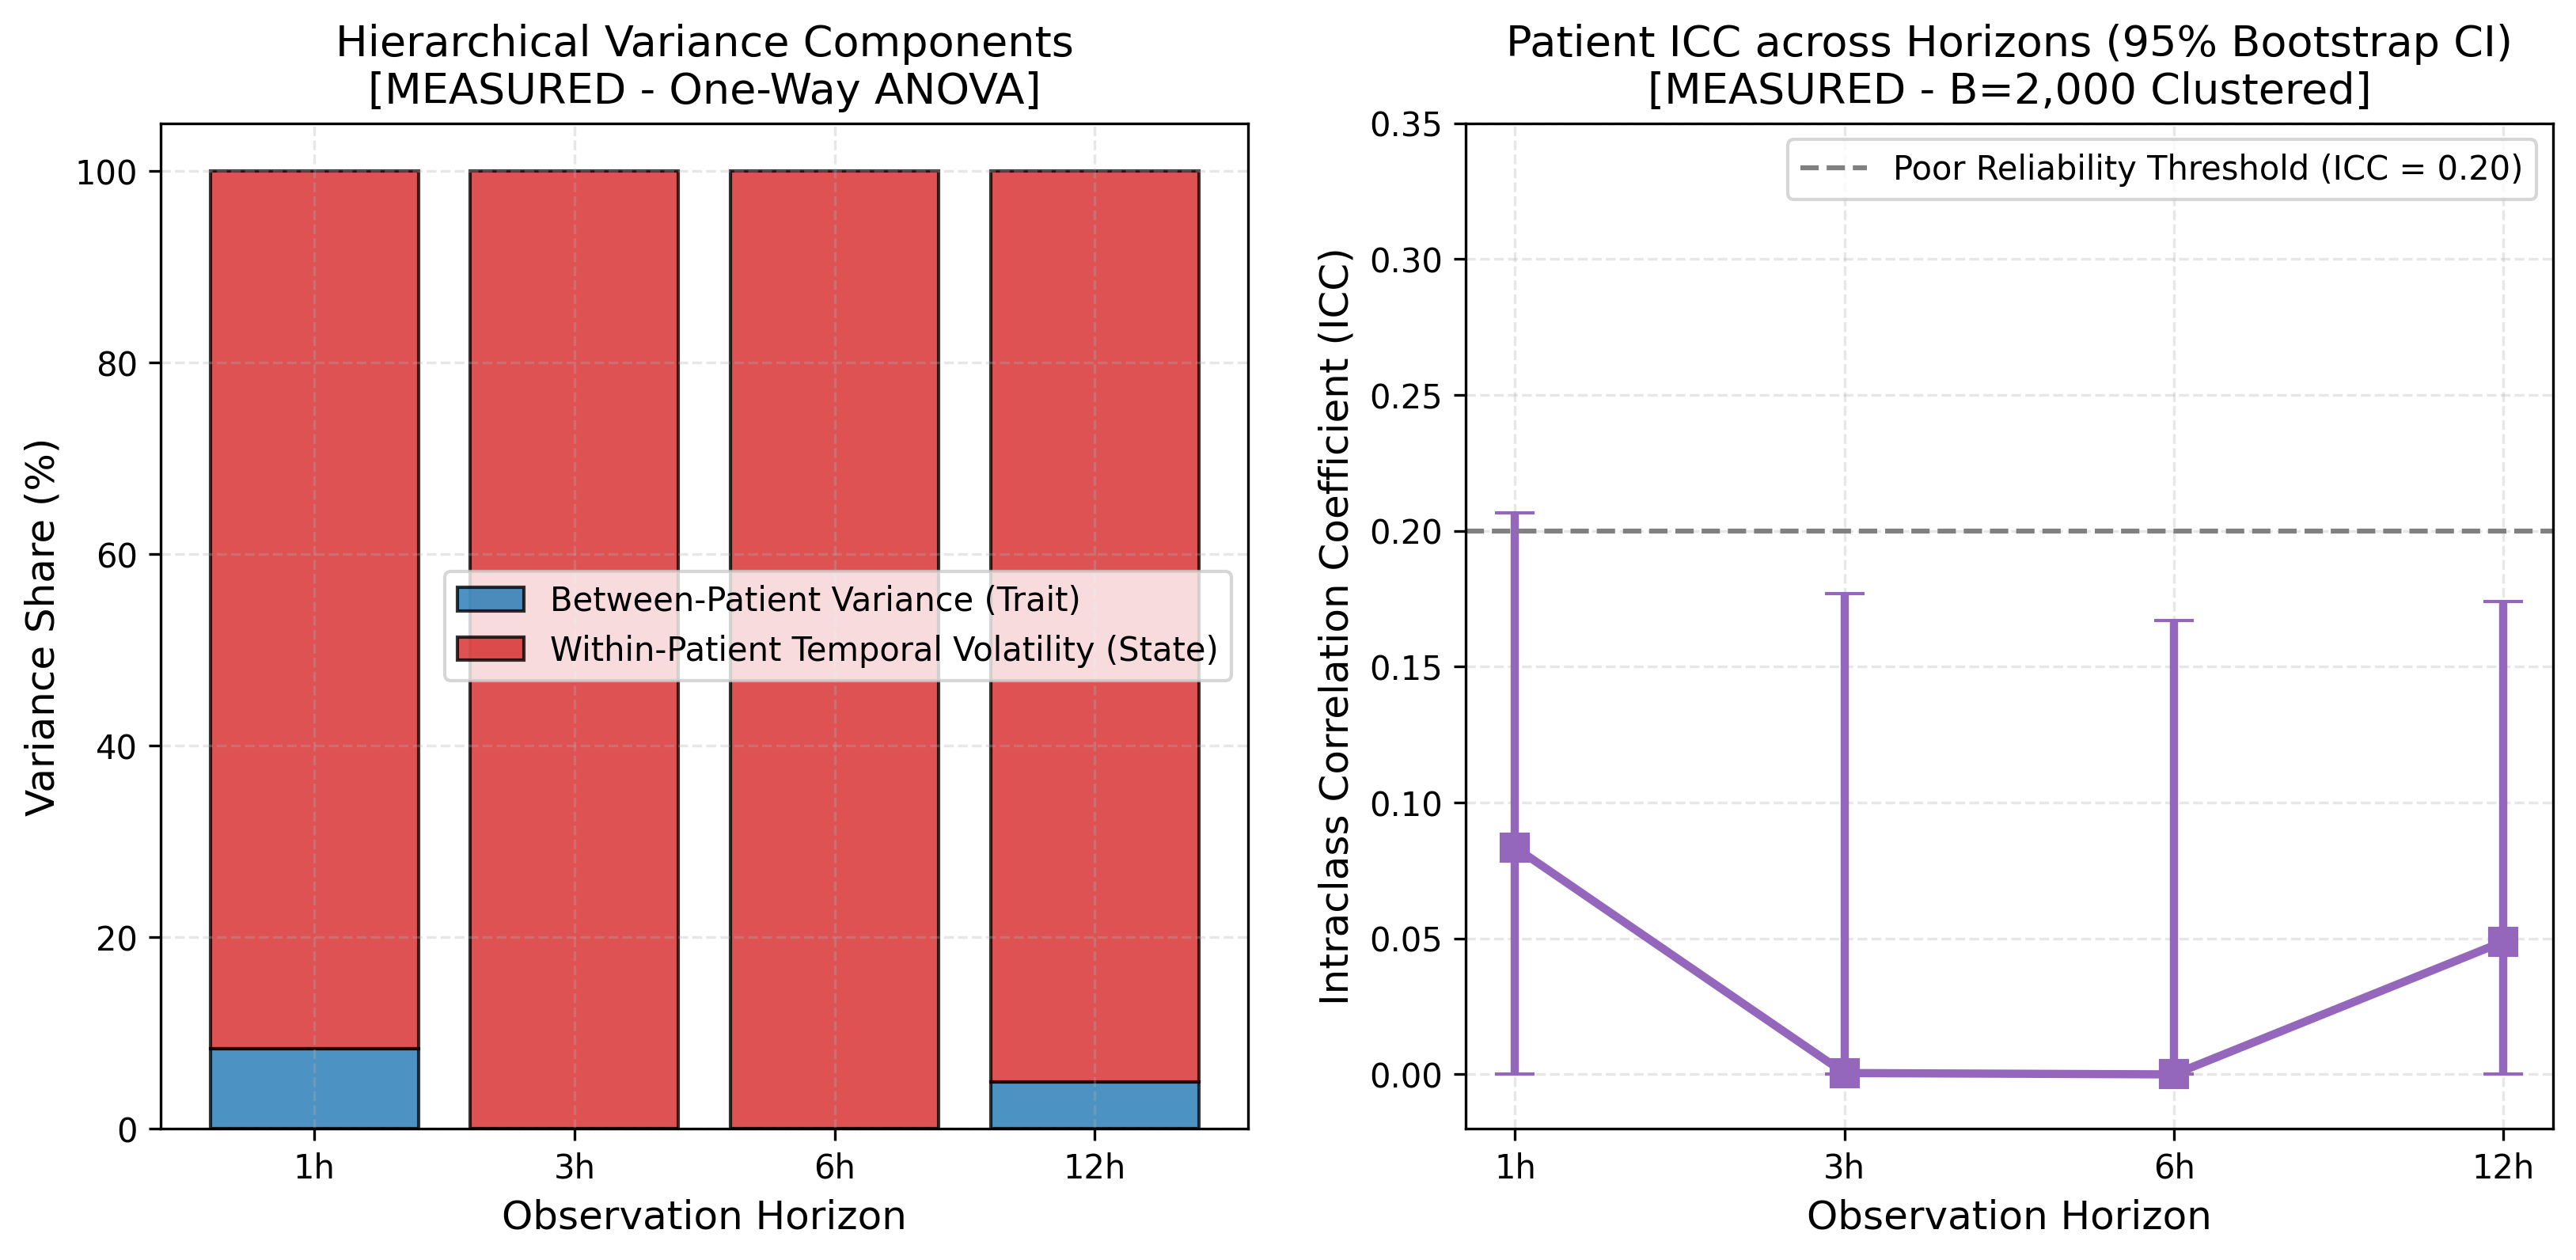 Hierarchical Variance Components
[MEASURED - One-Way ANOVA]
Variance Share (%)
100
80
60
40
20
0
Between-Patient Variance (Trait)
Within-Patient Temporal Volatility (State)
1h
3h
6h
12h
Observation Horizon
Patient ICC across Horizons (95% Bootstrap CI)
[MEASURED - B=2,000 Clustered]
Intraclass Correlation Coefficient (ICC)
0.35
0.30
0.25
0.20
0.15
0.10
0.05
0.00
Poor Reliability Threshold (ICC = 0.20)
1h
3h
6h
12h
Observation Horizon